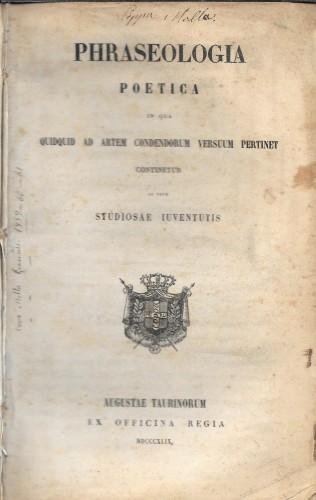 PHRASEOLOGIA
POETICA
IN QUA
QUIDQUID AD ARTEM CONDENDORUM VERSUUM PERTINET
CONTINETUR
AD USUM
STUDIOSAE IUVENTUTIS
AUGUSTAE TAURINORUM
EX OFFICINA REGIA
MDCCCXLIX.